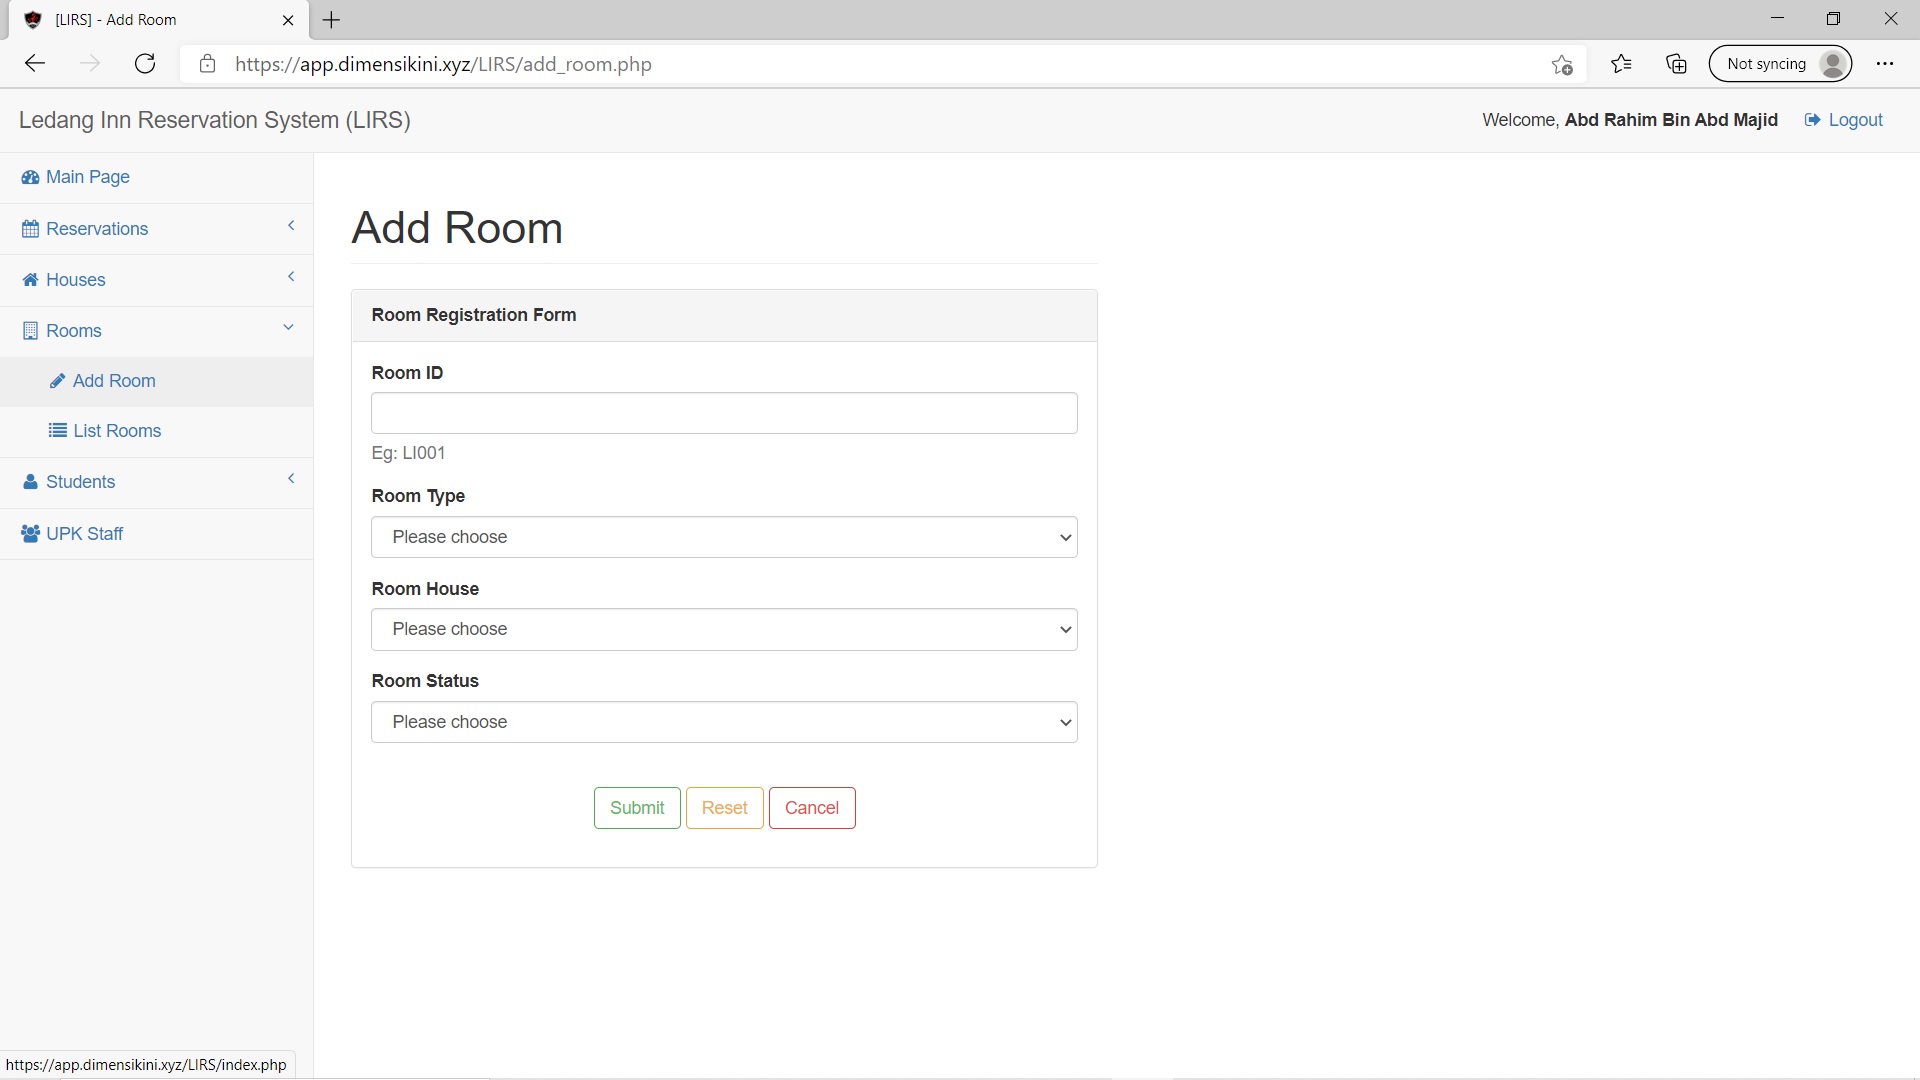 [LIRS] - Add Room
https://app.dimensikini.xyz/LIRS/add_room.php
Not syncing
Ledang Inn Reservation System (LIRS)
Welcome, Abd Rahim Bin Abd Majid
Logout
Main Page
Reservations
Houses
Rooms
Add Room
List Rooms
Students
UPK Staff
Add Room
Room Registration Form
Room ID
Eg: LI001
Room Type
Please choose
Room House
Please choose
Room Status
Please choose
Submit
Reset
Cancel
https://app.dimensikini.xyz/LIRS/index.php